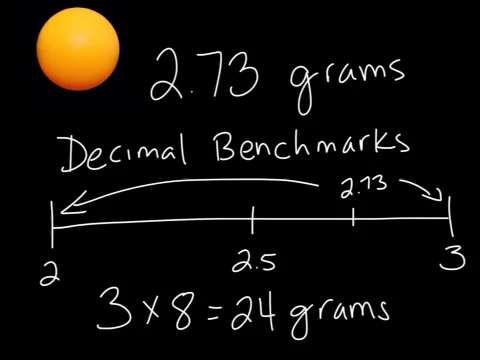 2.73 grams
Decimal Benchmarks
2.73
2 2.5 3
3 x 8 = 24 grams